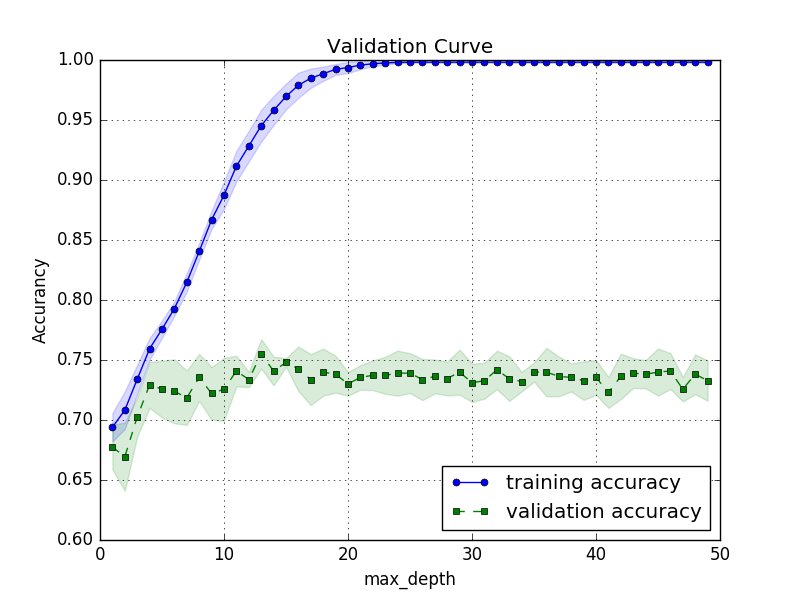 Validation Curve
1.00
0.95
0.90
0.85
0.80
0.75
0.70
0.65
0.60
Accurancy
training accuracy
validation accuracy
0 10 20 30 40 50
max_depth